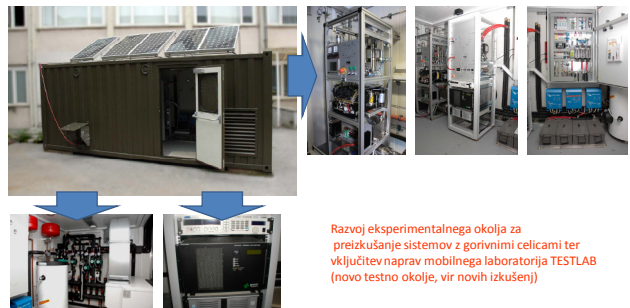 Razvoj eksperimentalnega okolja za
preizkušanje sistemov z gorivnimi celicami ter
vključitev naprav mobilnega laboratorija TESTLAB
(novo testno okolje, vir novih izkušenj)